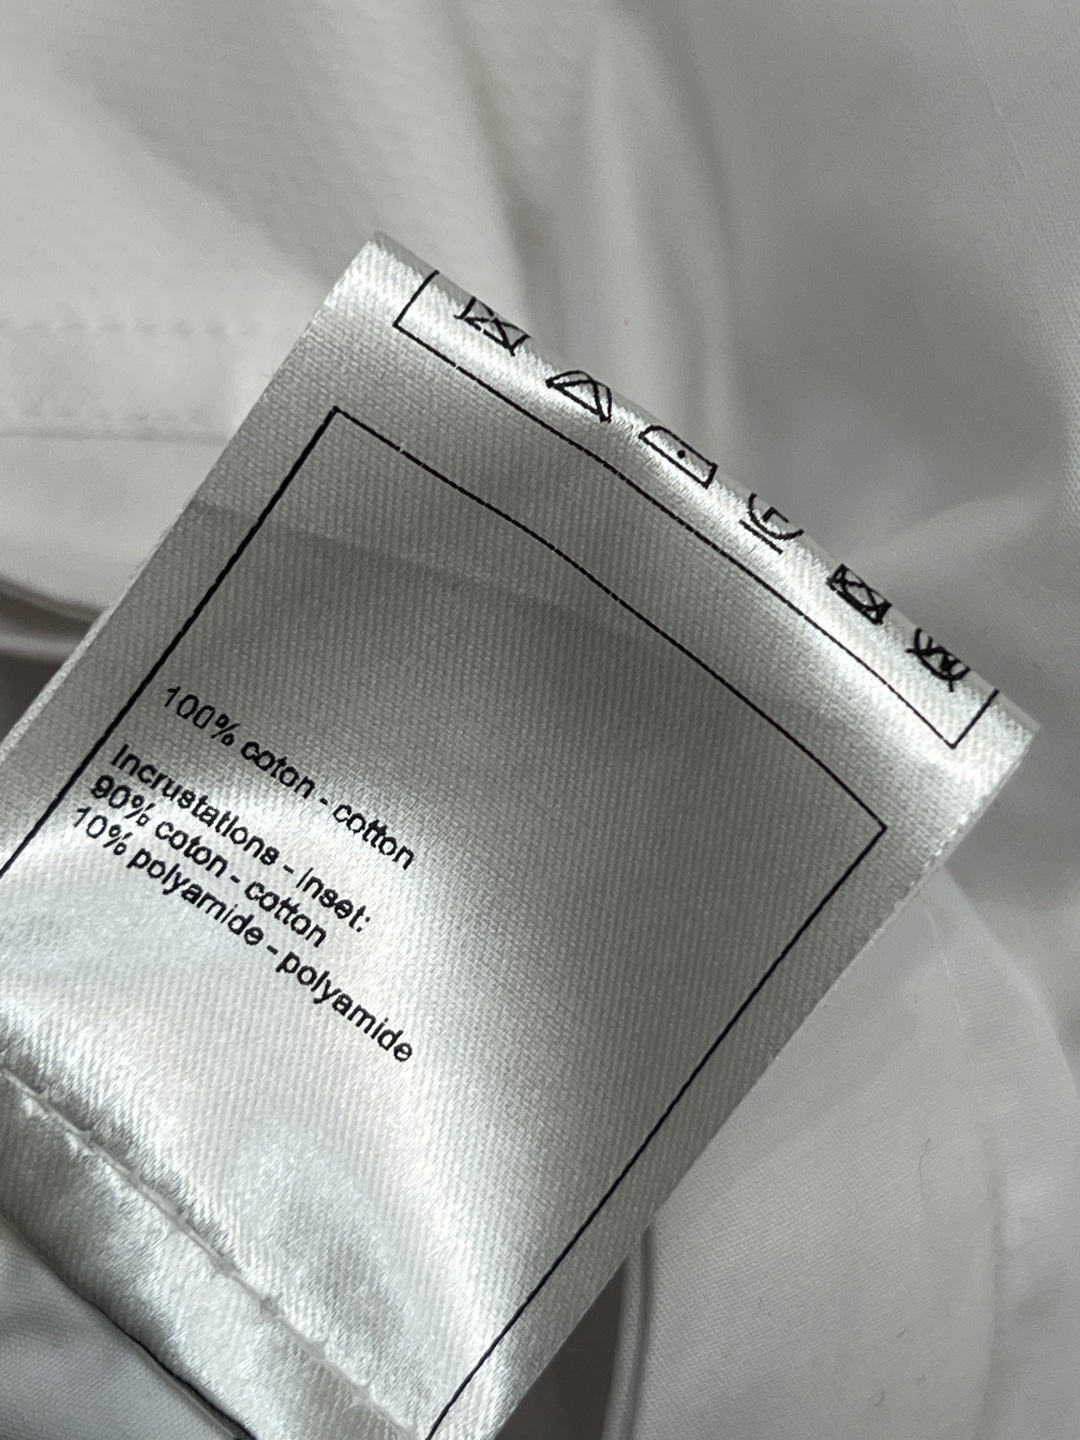 100% coton - cotton
Incrustations - inset:
90% coton - cotton
10% polyamide - polyamide